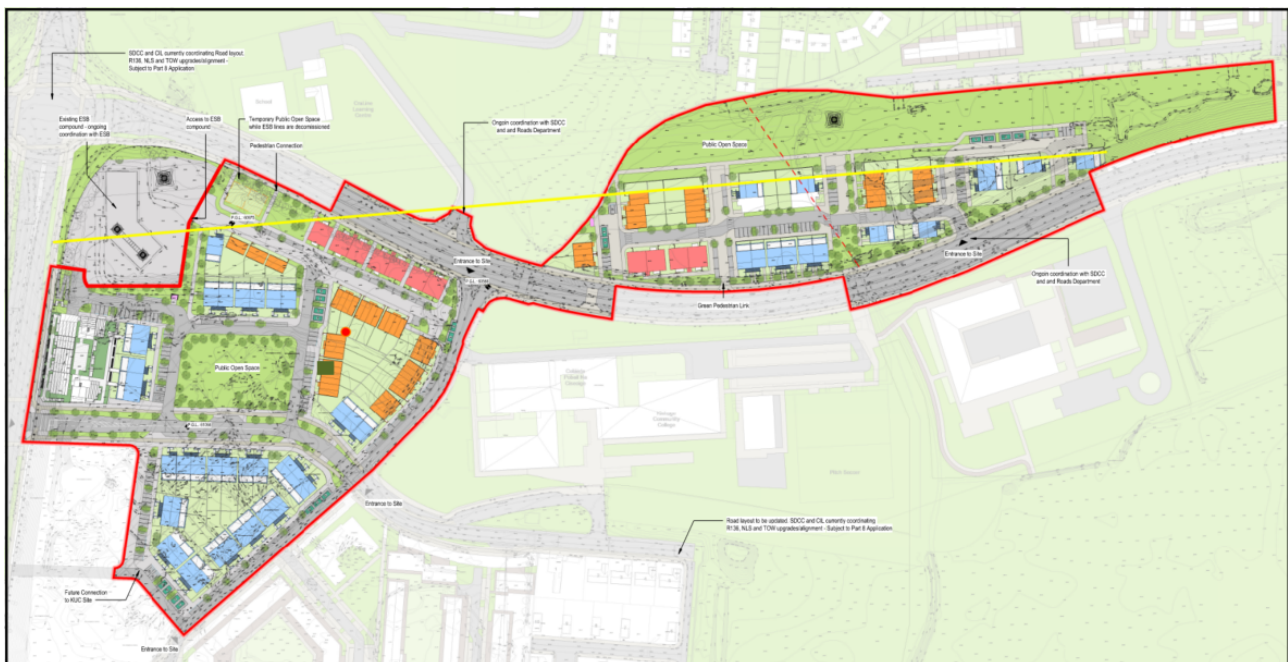 SDCC and CIL currently coordinating Road layout,
R136, NLS and TOW upgrades/alignment -
Subject to Part 8 Application
Existing ESB
compound - ongoing
coordination with ESB
Access to ESB
compound
School
Temporary Public Open Space
while ESB lines are decomissioned
Pedestrian Connection
Ongoin coordination with SDCC
and and Roads Department
Public Open Space
Entrance to Site
Entrance to Site
Ongoin coordination with SDCC
and and Roads Department
Green Pedestrian Link
Public Open Space
Community
College
Entrance to Site
Road layout to be updated. SDCC and CIL currently coordinating
R136, NLS and TOW upgrades/alignment - Subject to Part 8 Application
Future Connection
to KUC Site
Entrance to Site